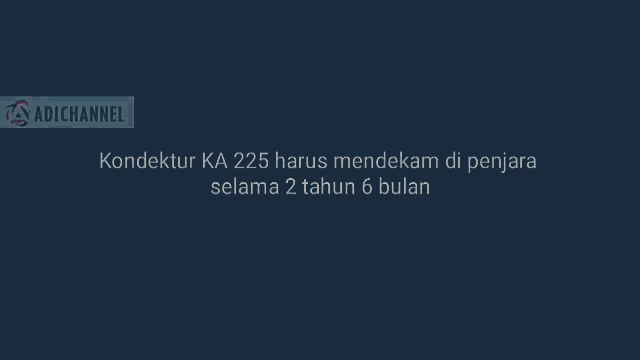 ADICHANNEL
Kondektur KA 225 harus mendekam di penjara
selama 2 tahun 6 bulan